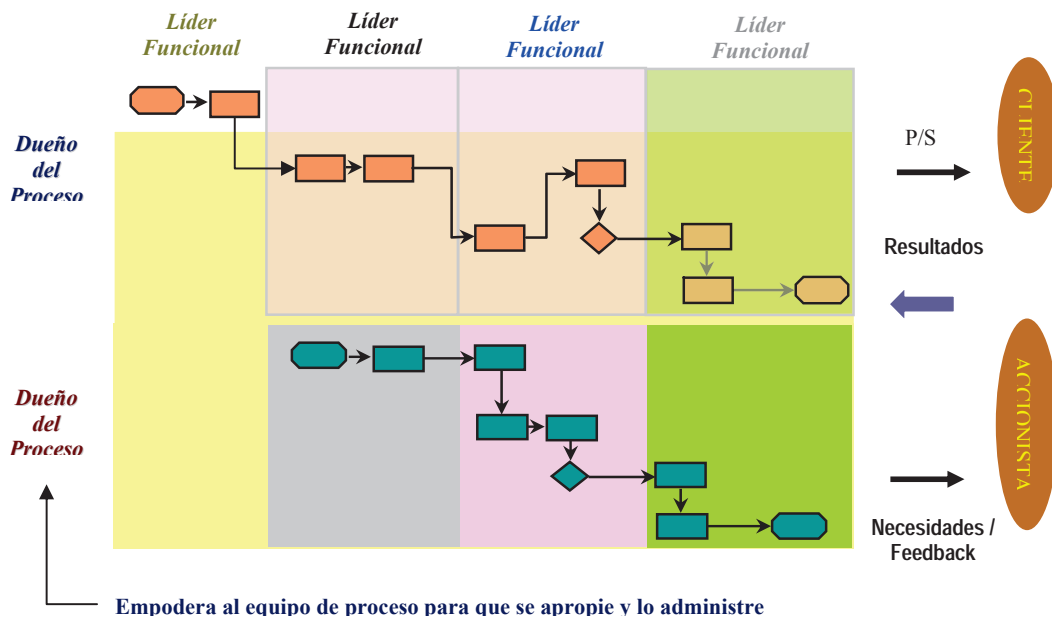 Líder
Funcional
Líder
Funcional
Líder
Funcional
Líder
Funcional
Dueño
del
Proceso
P/S
CLIENTE
Resultados
Dueño
del
Proceso
ACCIONISTA
Necesidades /
Feedback
Empodera al equipo de proceso para que se apropie y lo administre